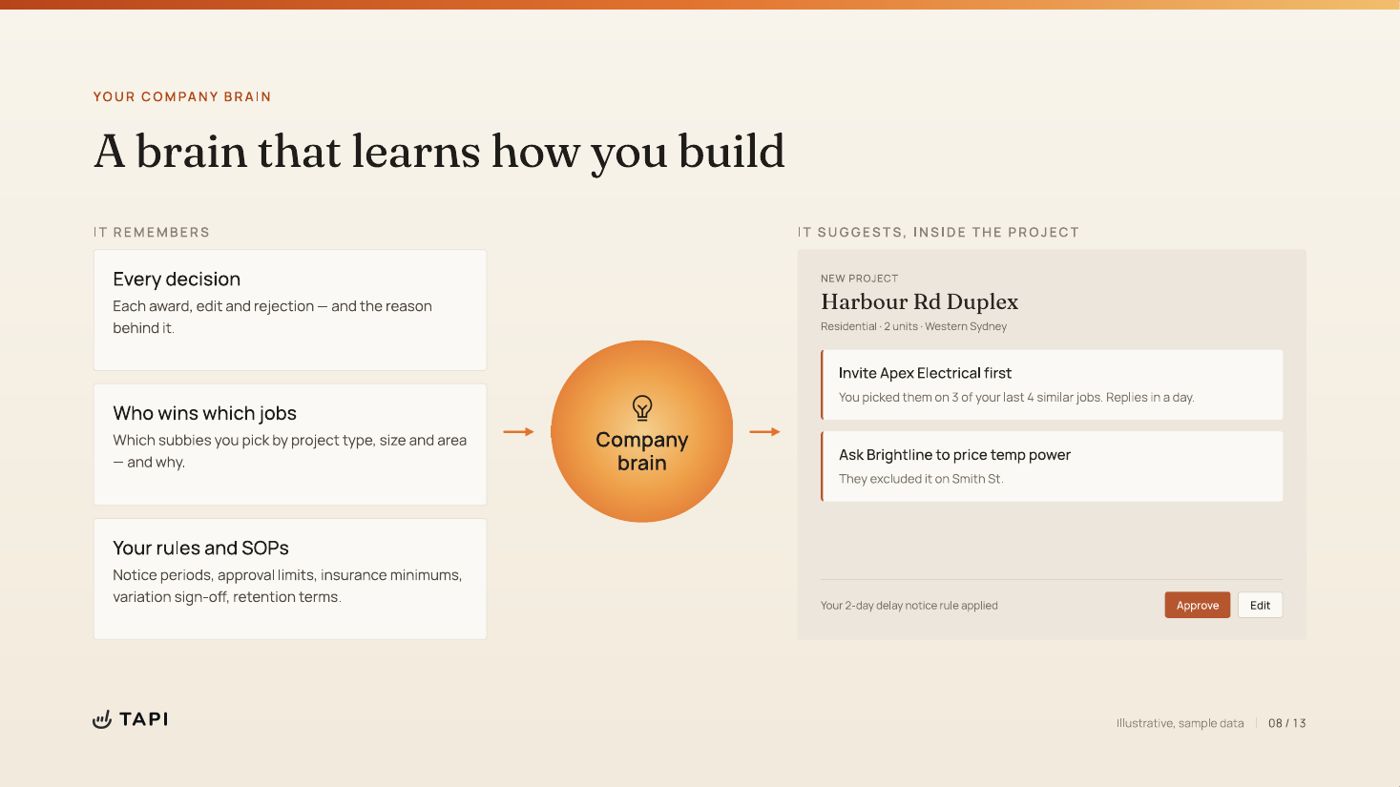 YOUR COMPANY BRAIN
A brain that learns how you build
IT REMEMBERS
Every decision
Each award, edit and rejection — and the reason
behind it.
Who wins which jobs
Which subbies you pick by project type, size and area
— and why.
Your rules and SOPs
Notice periods, approval limits, insurance minimums,
variation sign-off, retention terms.
Company
brain
IT SUGGESTS, INSIDE THE PROJECT
NEW PROJECT
Harbour Rd Duplex
Residential · 2 units · Western Sydney
Invite Apex Electrical first
You picked them on 3 of your last 4 similar jobs. Replies in a day.
Ask Brightline to price temp power
They excluded it on Smith St.
Your 2-day delay notice rule applied
Approve
Edit
TAPI
Illustrative, sample data
08 / 13